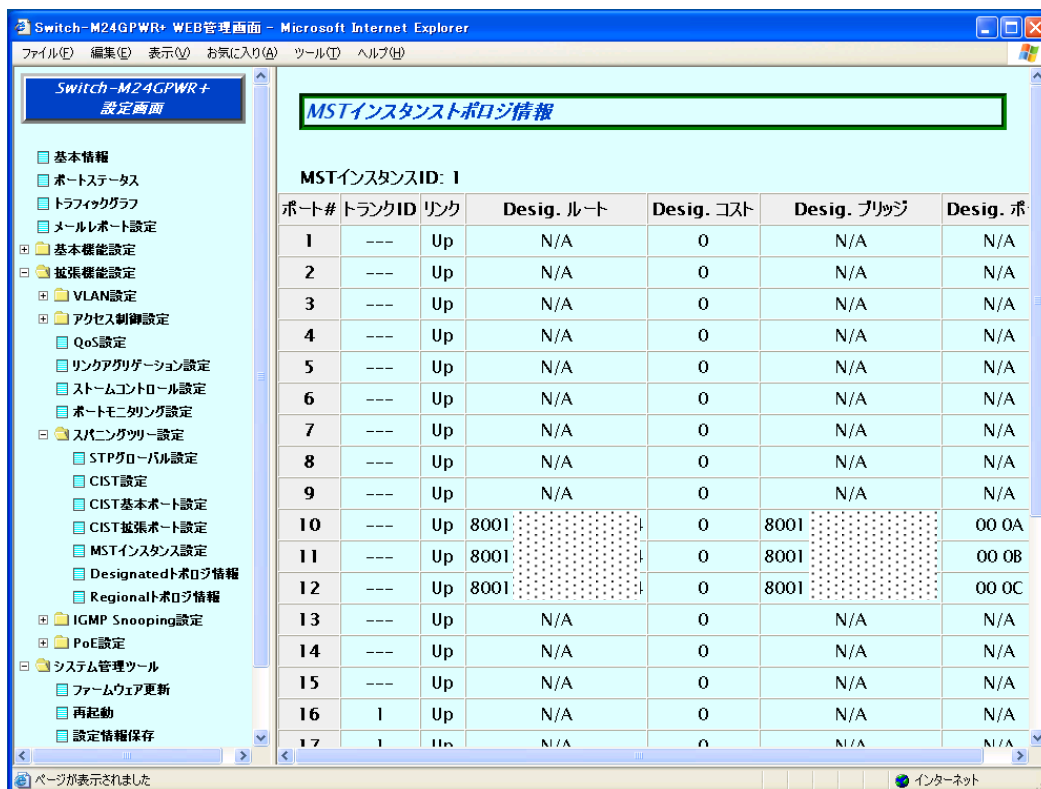 Switch-M24GPWR+ WEB管理画面 - Microsoft Internet Explorer
ファイル(F) 編集(E) 表示(V) お気に入り(A) ツール(T) ヘルプ(H)
Switch-M24GPWR+
設定画面
基本情報
ポートステータス
トラフィックグラフ
メールレポート設定
基本機能設定
拡張機能設定
VLAN設定
アクセス制御設定
QoS設定
リンクアグリゲーション設定
ストームコントロール設定
ポートモニタリング設定
スパニングツリー設定
STPグローバル設定
CIST設定
CIST基本ポート設定
CIST拡張ポート設定
MSTインスタンス設定
Designatedトポロジ情報
Regionalトポロジ情報
IGMP Snooping設定
PoE設定
システム管理ツール
ファームウェア更新
再起動
設定情報保存
MSTインスタンストポロジ情報
MSTインスタンスID: 1
ポート# トランクID リンク Desig. ルート Desig. コスト Desig. ブリッジ Desig. ポ
1 --- Up N/A 0 N/A N/A
2 --- Up N/A 0 N/A N/A
3 --- Up N/A 0 N/A N/A
4 --- Up N/A 0 N/A N/A
5 --- Up N/A 0 N/A N/A
6 --- Up N/A 0 N/A N/A
7 --- Up N/A 0 N/A N/A
8 --- Up N/A 0 N/A N/A
9 --- Up N/A 0 N/A N/A
10 --- Up 8001 0 8001 00 0A
11 --- Up 8001 0 8001 00 0B
12 --- Up 8001 0 8001 00 0C
13 --- Up N/A 0 N/A N/A
14 --- Up N/A 0 N/A N/A
15 --- Up N/A 0 N/A N/A
16 1 Up N/A 0 N/A N/A
17 1 Up N/A 0 N/A N/A
ページが表示されました インターネット